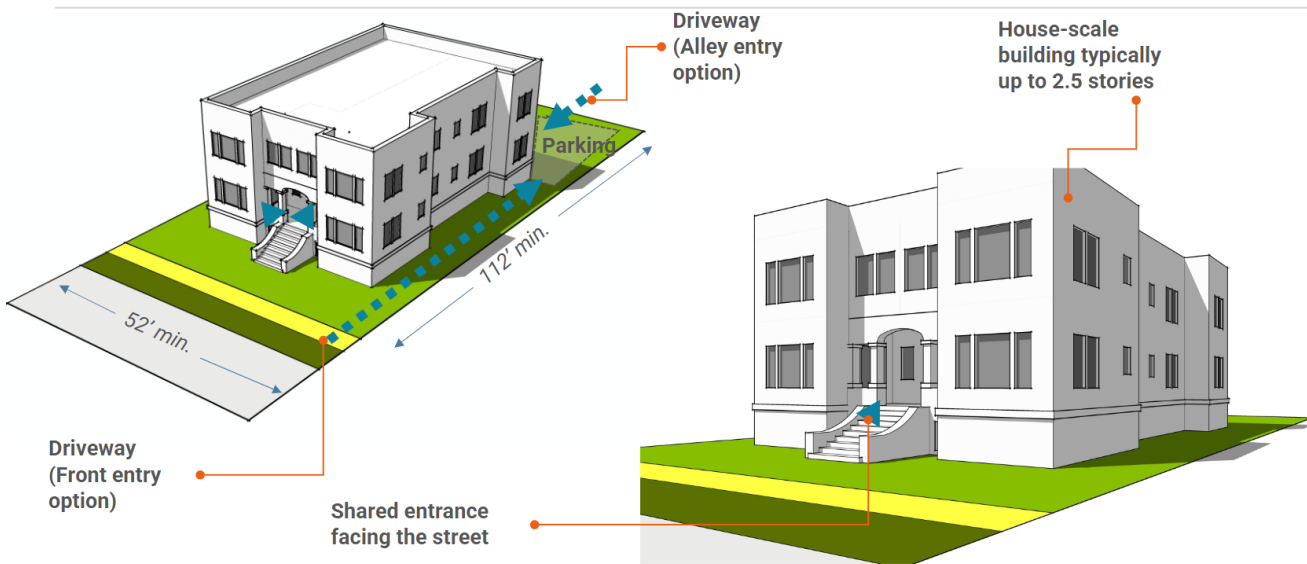 Driveway
(Alley entry
option)
House-scale
building typically
up to 2.5 stories
Parking
112’ min.
52’ min.
Driveway
(Front entry
option)
Shared entrance
facing the street